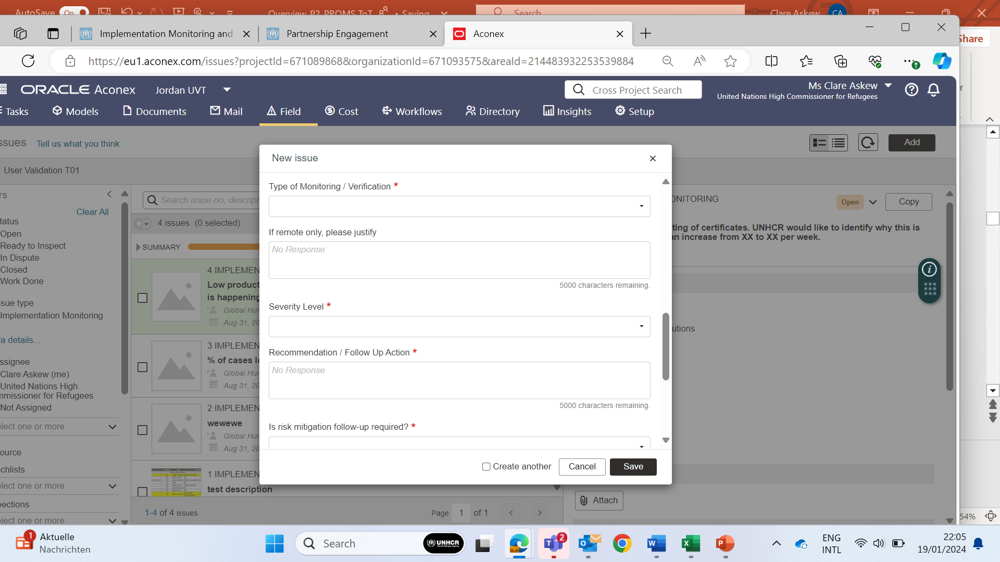 AutoSave On Overview_P2_PROMS ToT • Saving Search Clare Askew CA
Share
Implementation Monitoring and
Partnership Engagement
Aconex
https://eu1.aconex.com/issues?projectId=671089868&organizationId=671093575&areaId=214483932253539884
ORACLE Aconex Jordan UVT
Cross Project Search
Ms Clare Askew
United Nations High Commissioner for Refugees
Tasks Models Documents Mail Field Cost Workflows Directory Insights Setup
ssues Tell us what you think
Add
User Validation T01
rs
Clear All
tatus
Open
Ready to Inspect
In Dispute
Closed
Work Done
sue type
Implementation Monitoring
a details...
ssignee
Clare Askew (me)
United Nations High
mmissioner for Refugees
Not Assigned
elect one or more
ource
chlists
elect one or more
pections
elect one or more
Search issue no, descript
4 issues (0 selected)
SUMMARY
4 IMPLEMEN
Low product
is happening
Global Hur
Aug 31, 20
3 IMPLEMEN
% of cases lo
Global Hur
Aug 31, 20
2 IMPLEMEN
wewewe
Global Hur
Aug 31, 20
1 IMPLEMEN
test description
1-4 of 4 issues
Page 1 of 1
New issue
Type of Monitoring / Verification *
If remote only, please justify
No Response
5000 characters remaining.
Severity Level *
Recommendation / Follow Up Action *
No Response
5000 characters remaining.
Is risk mitigation follow-up required? *
Create another Cancel Save
ONITORING
Open
Copy
ting of certificates. UNHCR would like to identify why this is
an increase from XX to XX per week.
utions
Attach
54%
1
Aktuelle
Nachrichten
Search
UNHCR
The UN Refugee Agency
2
ENG
INTL
22:05
19/01/2024